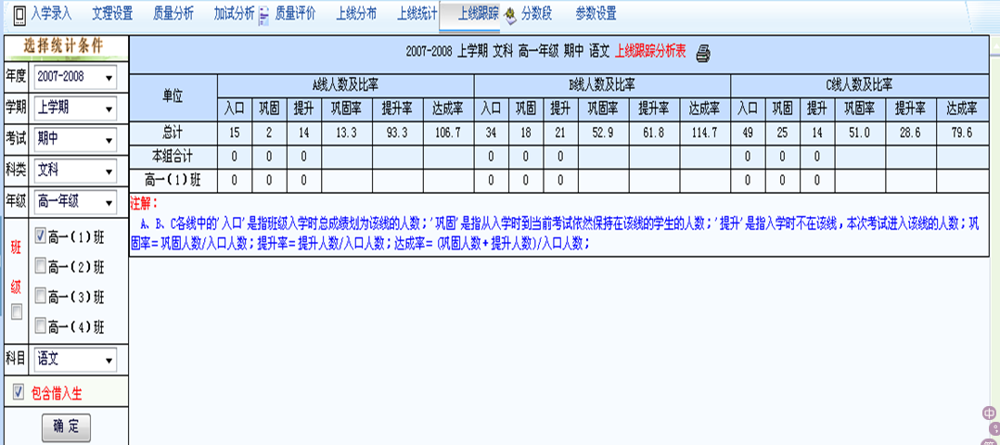 入学录入 文理设置 质量分析 加试分析 质量评价 上线分布 上线统计 上线跟踪 分数段 参数设置
选择统计条件
年度 2007-2008
学期 上学期
考试 期中
科类 文科
年级 高一年级
班级
高一(1)班
高一(2)班
高一(3)班
高一(4)班
科目 语文
包含借入生
确 定
2007-2008 上学期 文科 高一年级 期中 语文 上线跟踪分析表
单位 A线人数及比率 B线人数及比率 C线人数及比率
入口 巩固 提升 巩固率 提升率 达成率 入口 巩固 提升 巩固率 提升率 达成率 入口 巩固 提升 巩固率 提升率 达成率
总计 15 2 14 13.3 93.3 106.7 34 18 21 52.9 61.8 114.7 49 25 14 51.0 28.6 79.6
本组合计 0 0 0 0 0 0 0 0 0
高一(1)班 0 0 0 0 0 0 0 0 0
注解：
A、B、C各线中的'入口'是指班级入学时总成绩划为该线的人数；'巩固'是指从入学时到当前考试依然保持在该线的学生的人数；'提升'是指入学时不在该线，本次考试进入该线的人数；巩
固率＝巩固人数/入口人数；提升率＝提升人数/入口人数；达成率＝(巩固人数＋提升人数)/入口人数；
中